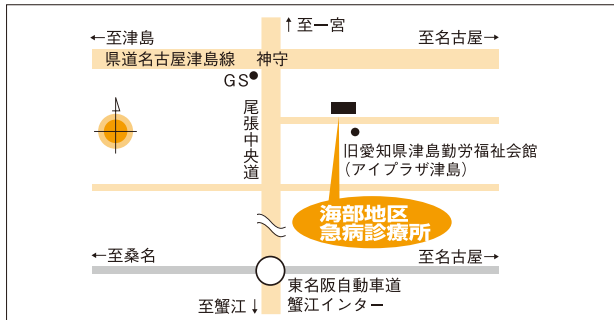 ↑至一宮
←至津島
至名古屋→
県道名古屋津島線 神守
GS
尾張中央道
旧愛知県津島勤労福祉会館
(アイプラザ津島)
海部地区
急病診療所
←至桑名
至名古屋→
東名阪自動車道
蟹江インター
至蟹江↓